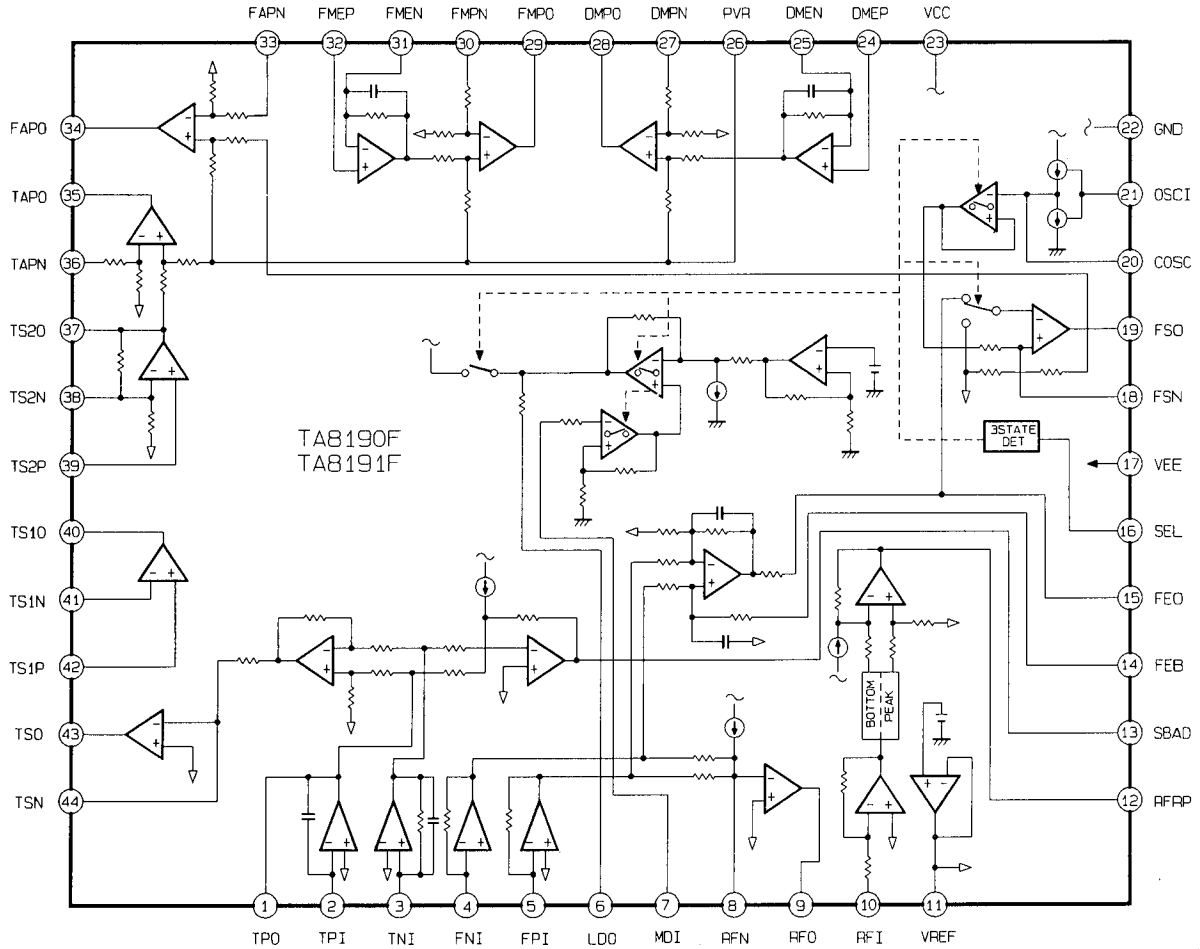 FAPN FMEP FMEN FMPN FMPO DMPO DMPN PVR DMEN DMEP VCC
33 32 31 30 29 28 27 26 25 24 23
FAPO 34
TAPO 35
TAPN 36
TS2O 37
TS2N 38
TS2P 39
TS1O 40
TS1N 41
TS1P 42
TSO 43
TSN 44
TA8190F
TA8191F
3STATE
DET
BOTTOM
PEAK
22 GND
21 OSCI
20 COSC
19 FSO
18 FSN
17 VEE
16 SEL
15 FEO
14 FEB
13 SBAD
12 RFRP
1 2 3 4 5 6 7 8 9 10 11
TPO TPI TNI FNI FPI LDO MDI RFN RFO RFI VREF